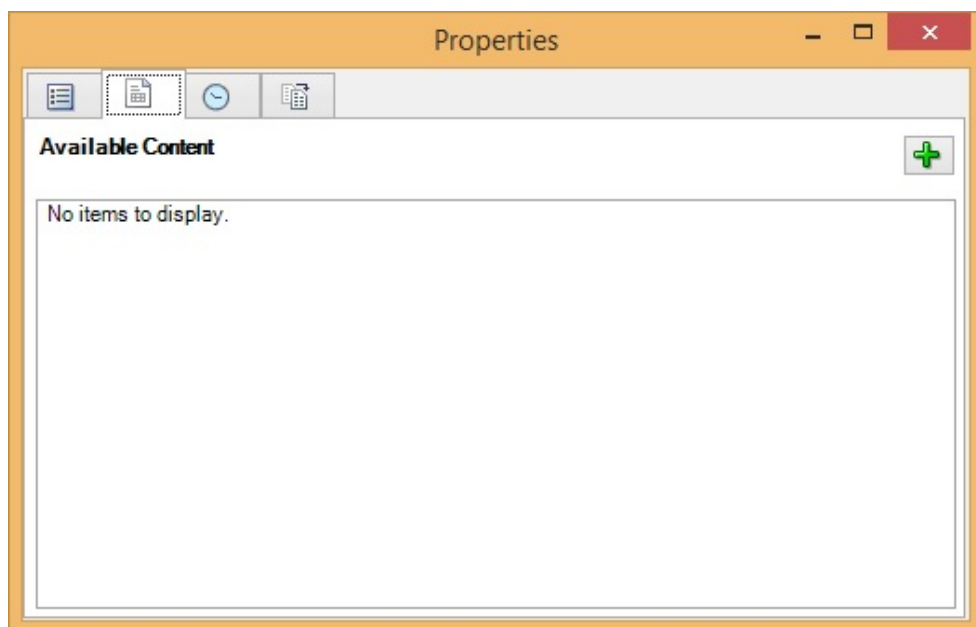 Properties
Available Content
No items to display.